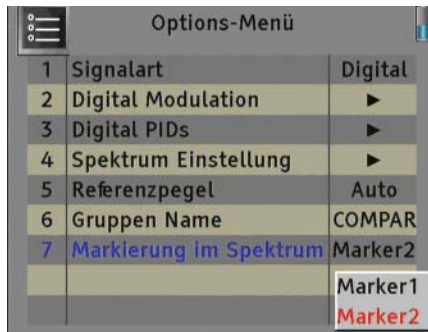 Options-Menü
1 Signalart Digital
2 Digital Modulation ►
3 Digital PIDs ►
4 Spektrum Einstellung ►
5 Referenzpegel Auto
6 Gruppen Name COMPAR
7 Markierung im Spektrum Marker2
Marker1
Marker2